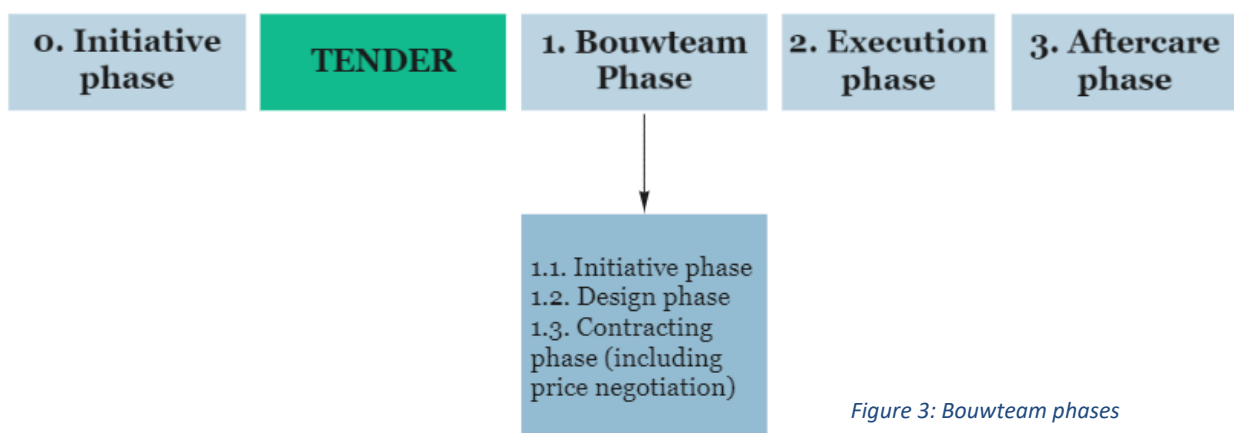 0. Initiative
phase
TENDER
1. Bouwteam
Phase
2. Execution
phase
3. Aftercare
phase
1.1. Initiative phase
1.2. Design phase
1.3. Contracting
phase (including
price negotiation)
Figure 3: Bouwteam phases